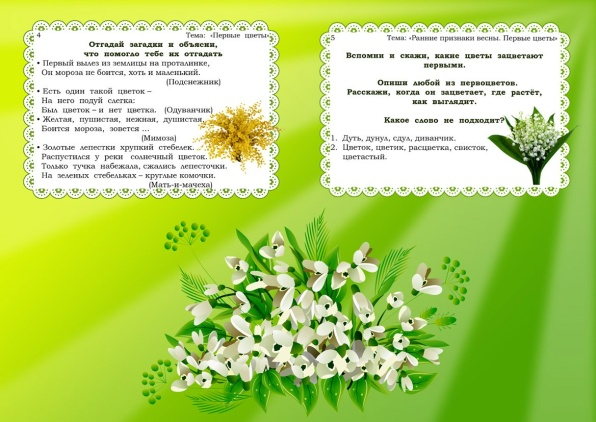 4 Тема: «Первые цветы»
Отгадай загадки и объясни,
что помогло тебе их отгадать
• Первый вылез из землицы на проталинке,
Он мороза не боится, хоть и маленький.
(Подснежник)
• Есть один такой цветок –
На него подуй слегка:
Был цветок – и нет цветка. (Одуванчик)
• Желтая, пушистая, нежная, душистая,
Боится мороза, зовется ...
(Мимоза)
• Золотые лепестки хрупкий стебелек.
Распустился у реки солнечный цветок.
Только тучка набежала, сжались лепесточки.
На зеленых стебельках – круглые комочки.
(Мать-и-мачеха)
5 Тема: «Ранние признаки весны. Первые цветы»
Вспомни и скажи, какие цветы зацветают
первыми.
Опиши любой из первоцветов.
Расскажи, когда он зацветает, где растёт,
как выглядит.
Какое слово не подходит?
1. Дуть, дунул, сдул, диванчик.
2. Цветок, цветик, расцветка, свисток,
цветастый.